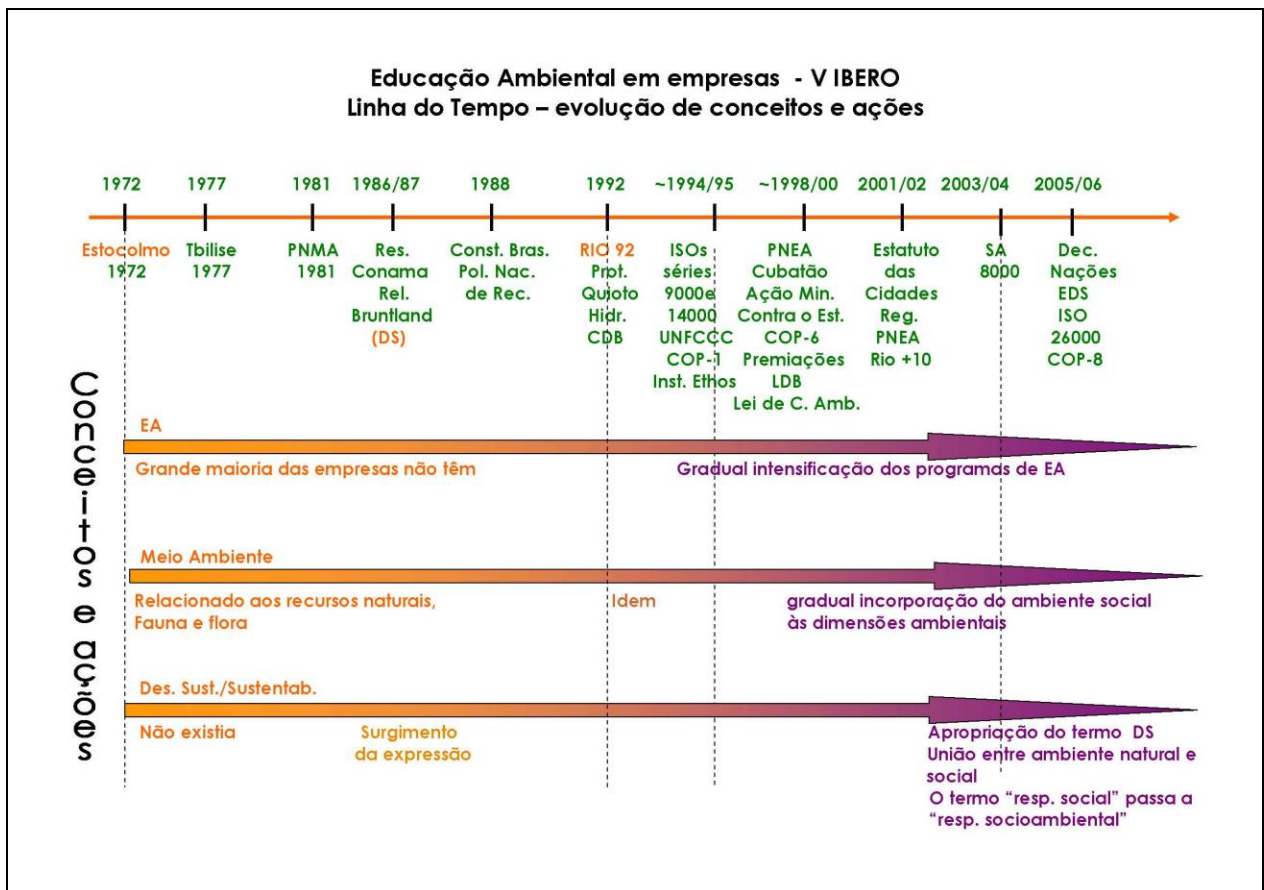 Educação Ambiental em empresas - V IBERO
Linha do Tempo – evolução de conceitos e ações
1972
1977
1981
1986/87
1988
1992
~1994/95
~1998/00
2001/02
2003/04
2005/06
Estocolmo
1972
Tbilise
1977
PNMA
1981
Res.
Conama
Rel.
Bruntland
(DS)
Const. Bras.
Pol. Nac.
de Rec.
RIO 92
Prot.
Quioto
Hidr.
CDB
ISOs
séries
9000e
14000
UNFCCC
COP-1
Inst. Ethos
PNEA
Cubatão
Ação Min.
Contra o Est.
COP-6
Premiações
LDB
Lei de C. Amb.
Estatuto
das
Cidades
Reg.
PNEA
Rio +10
SA
8000
Dec.
Nações
EDS
ISO
26000
COP-8
Conceitos e ações
EA
Grande maioria das empresas não têm
Gradual intensificação dos programas de EA
Meio Ambiente
Relacionado aos recursos naturais,
Fauna e flora
Idem
gradual incorporação do ambiente social
às dimensões ambientais
Des. Sust./Sustentab.
Não existia
Surgimento
da expressão
Apropriação do termo DS
União entre ambiente natural e
social
O termo “resp. social” passa a
“resp. socioambiental”